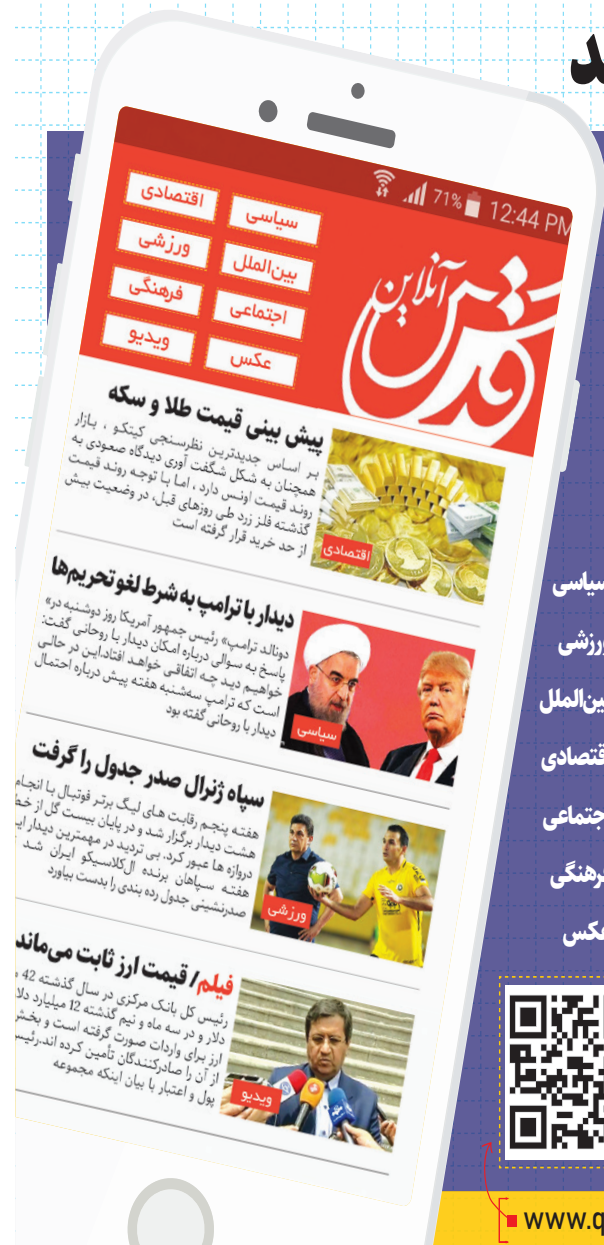 71% 12:44 PM
قدس آنلاین
سیاسی
اقتصادی
بین‌الملل
ورزشی
اجتماعی
فرهنگی
عکس
ویدیو
پیش بینی قیمت طلا و سکه
بر اساس جدیدترین نظرسنجی کیتکو ، بازار
همچنان به شکل شگفت آوری دیدگاه صعودی به
روند قیمت اونس دارد ، اما با توجه روند قیمت
گذشته فلز زرد طی روزهای قبل، در وضعیت بیش
از حد خرید قرار گرفته است
اقتصادی
دیدار با ترامپ به شرط لغو تحریم‌ها
دونالد ترامپ» رئیس جمهور آمریکا روز دوشنبه در»
پاسخ به سوالی درباره امکان دیدار با روحانی گفت:
خواهیم دید چه اتفاقی خواهد افتاد.این در حالی
است که ترامپ سه‌شنبه هفته پیش درباره احتمال
دیدار با روحانی گفته بود
سیاسی
سپاه ژنرال صدر جدول را گرفت
هفته پنجم رقابت های لیگ برتر فوتبال با انجام
هشت دیدار برگزار شد و در پایان بیست گل از خط
دروازه ها عبور کرد. بی تردید در مهمترین دیدار این
هفته سپاهان برنده ال‌کلاسیکو ایران شد
صدرنشینی جدول رده بندی را بدست بیاورد
ورزشی
فیلم/ قیمت ارز ثابت می‌ماند
رئیس کل بانک مرکزی در سال گذشته 42
دلار و در سه ماه و نیم گذشته 12 میلیارد دلار
ارز برای واردات صورت گرفته است و بخش
از آن را صادرکنندگان تأمین کرده اند.رئیس
پول و اعتبار با بیان اینکه مجموعه
ویدیو
سیاسی
ورزشی
بین‌الملل
اقتصادی
اجتماعی
فرهنگی
عکس
www.q